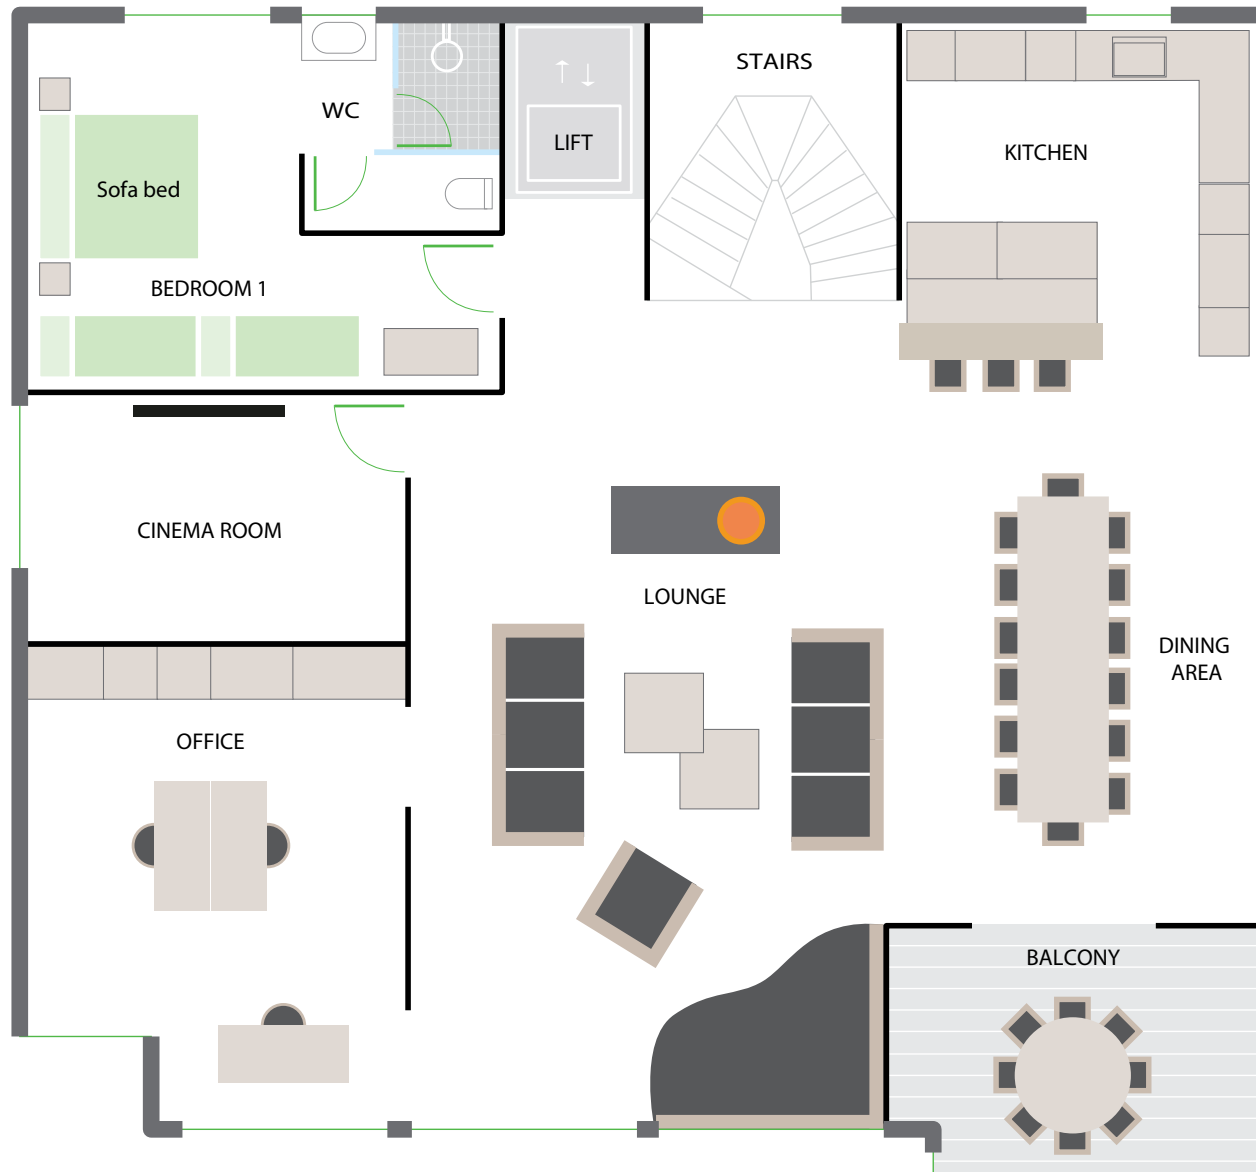 STAIRS
WC
LIFT
KITCHEN
Sofa bed
BEDROOM 1
CINEMA ROOM
LOUNGE
DINING
AREA
OFFICE
BALCONY